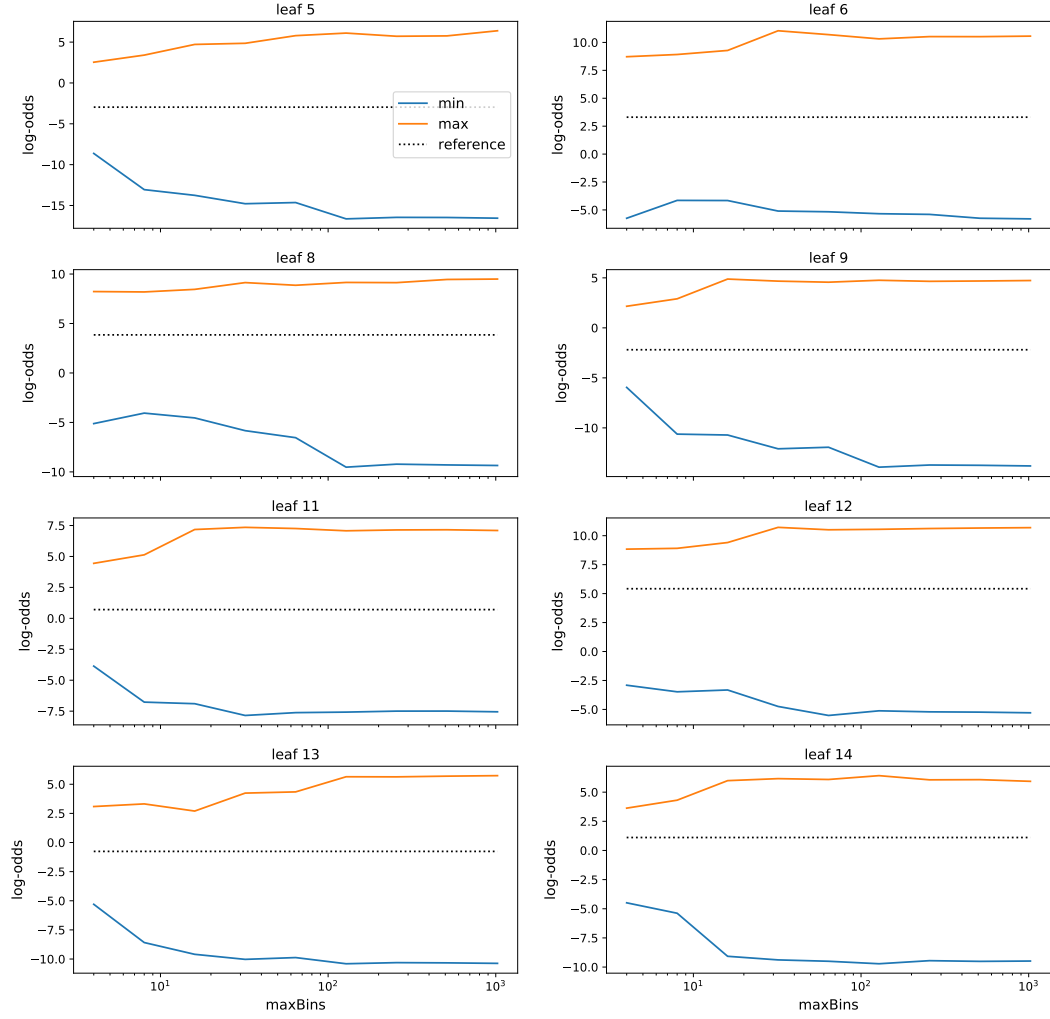 leaf 5
5
0
−5
−10
−15
log-odds
min
max
reference
leaf 6
10.0
7.5
5.0
2.5
0.0
−2.5
−5.0
log-odds
leaf 8
10
5
0
−5
−10
log-odds
leaf 9
5
0
−5
−10
log-odds
leaf 11
7.5
5.0
2.5
0.0
−2.5
−5.0
−7.5
log-odds
leaf 12
10.0
7.5
5.0
2.5
0.0
−2.5
−5.0
log-odds
leaf 13
5.0
2.5
0.0
−2.5
−5.0
−7.5
−10.0
log-odds
10¹ 10² 10³
maxBins
leaf 14
5.0
2.5
0.0
−2.5
−5.0
−7.5
−10.0
log-odds
10¹ 10² 10³
maxBins